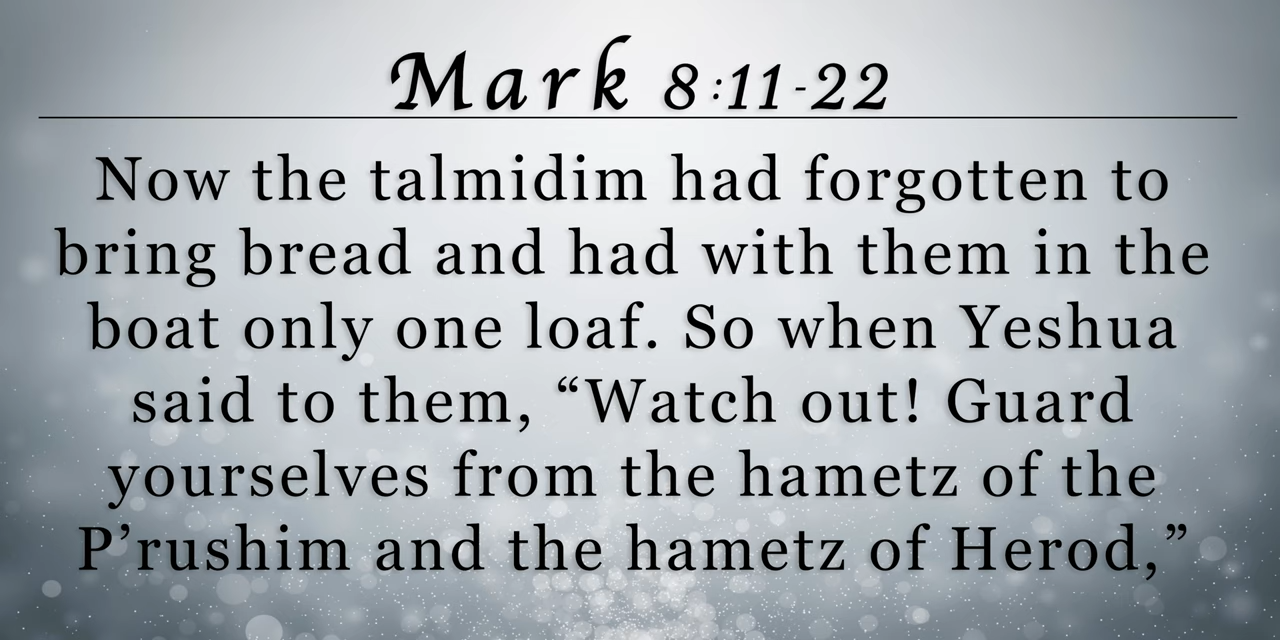 Mark 8:11-22
Now the talmidim had forgotten to
bring bread and had with them in the
boat only one loaf. So when Yeshua
said to them, “Watch out! Guard
yourselves from the hametz of the
P’rushim and the hametz of Herod,”